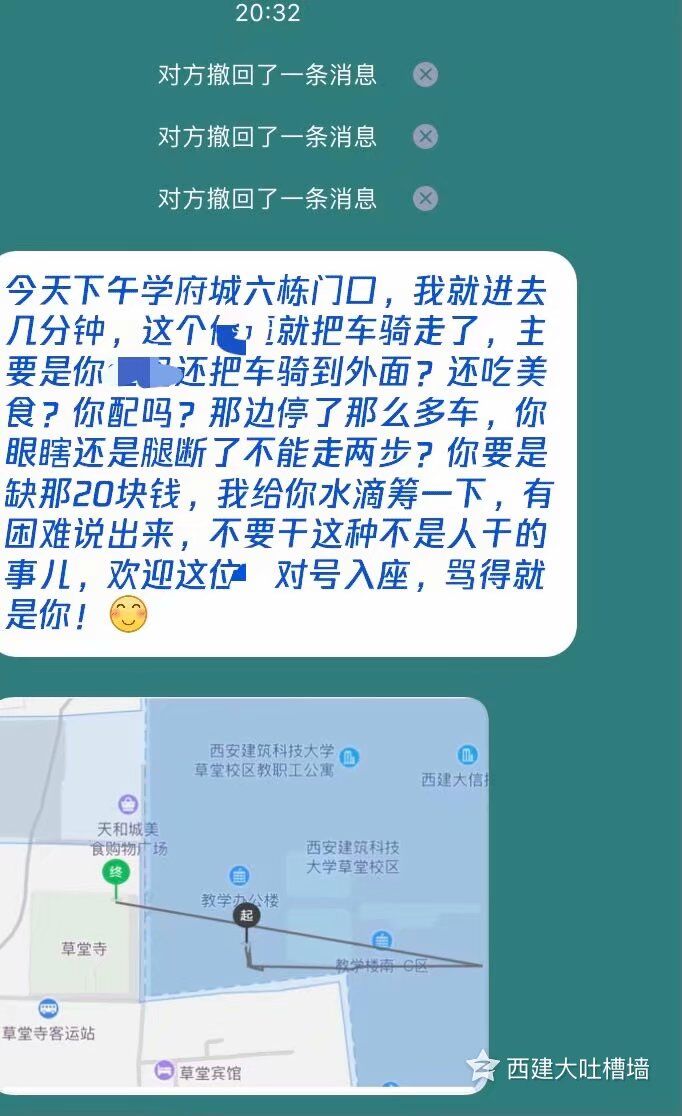 20:32
对方撤回了一条消息
对方撤回了一条消息
对方撤回了一条消息
今天下午学府城六栋门口，我就进去
几分钟，这个 就把车骑走了，主
要是你 还把车骑到外面？还吃美
食？你配吗？那边停了那么多车，你
眼瞎还是腿断了不能走两步？你要是
缺那20块钱，我给你水滴筹一下，有
困难说出来，不要干这种不是人干的
事儿，欢迎这位 对号入座，骂得就
是你！
西安建筑科技大学
草堂校区教职工公寓
西建大信
天和城美
食购物广场
西安建筑科技
大学草堂校区
终
教学办公楼
起
草堂寺
教学楼南-C区
草堂寺客运站
草堂宾馆
西建大吐槽墙